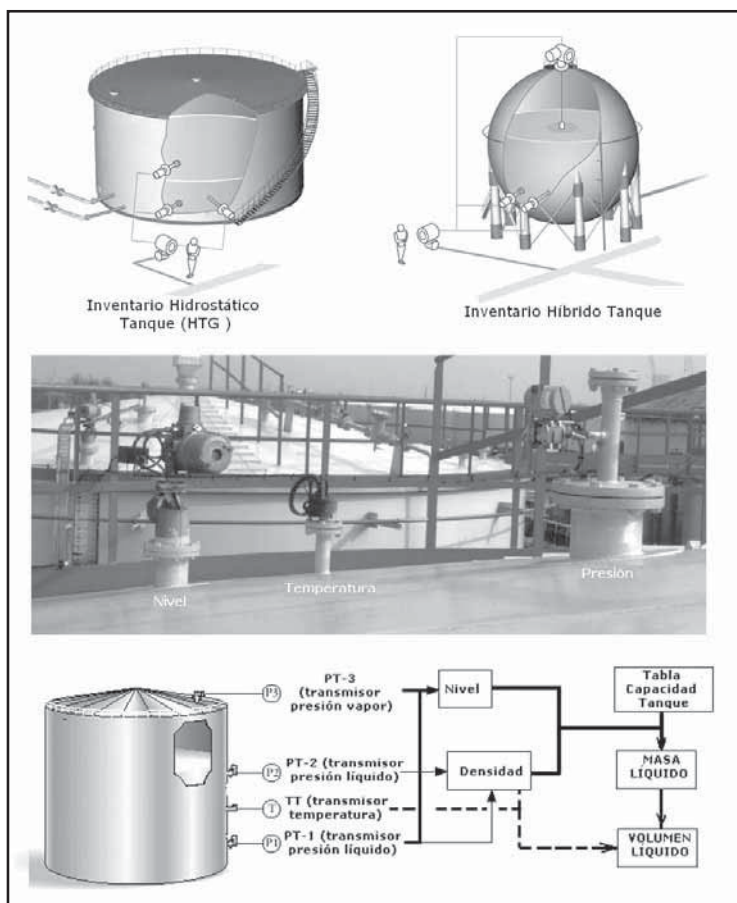 Inventario Hidrostático
Tanque (HTG )
Inventario Híbrido Tanque
Nivel
Temperatura
Presión
P3
PT-3
(transmisor
presión vapor)
Nivel
Tabla
Capacidad
Tanque
P2
PT-2 (transmisor
presión líquido)
Densidad
MASA
LÍQUIDO
T
TT (transmisor
temperatura)
P1
PT-1 (transmisor
presión líquido)
VOLUMEN
LÍQUIDO